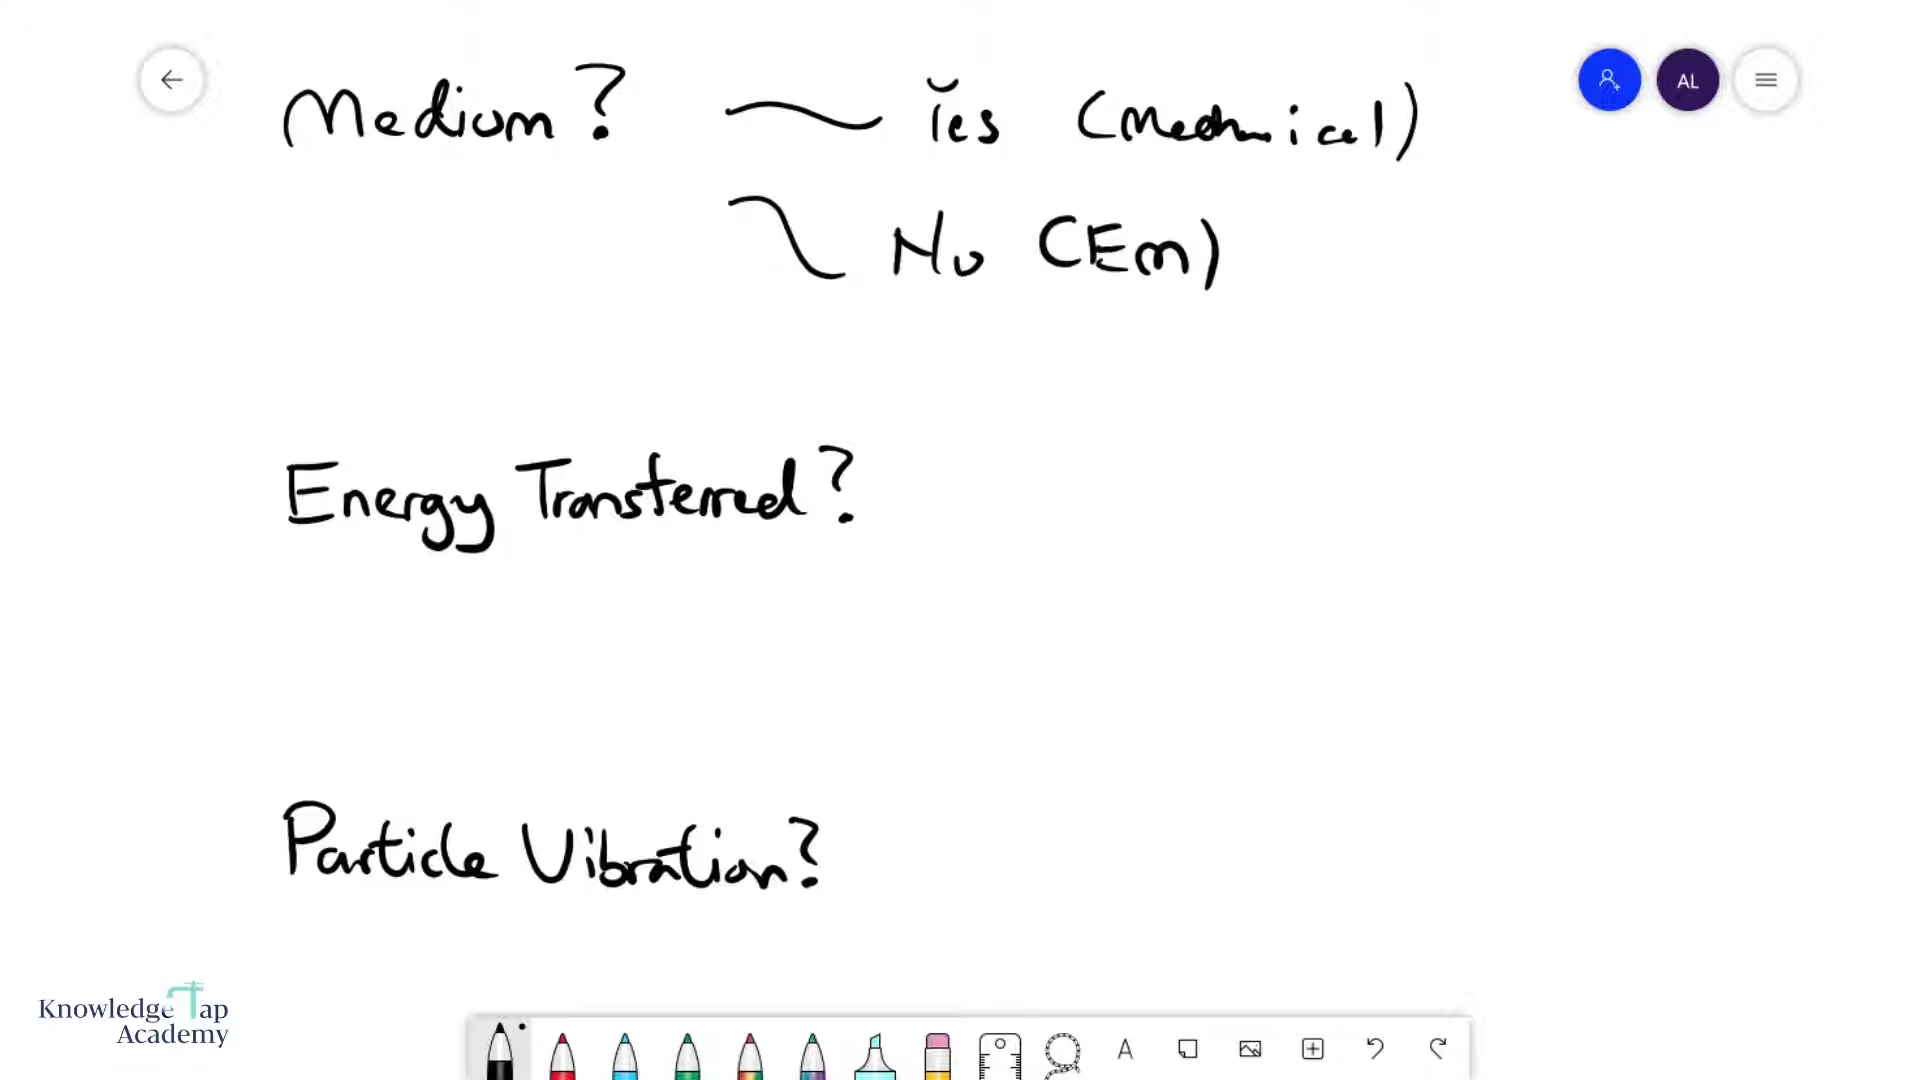 Medium? Yes (Mechanical)
No (EM)
AL
Energy Transferred?
Particle Vibration?
Knowledge Tap
Academy
A